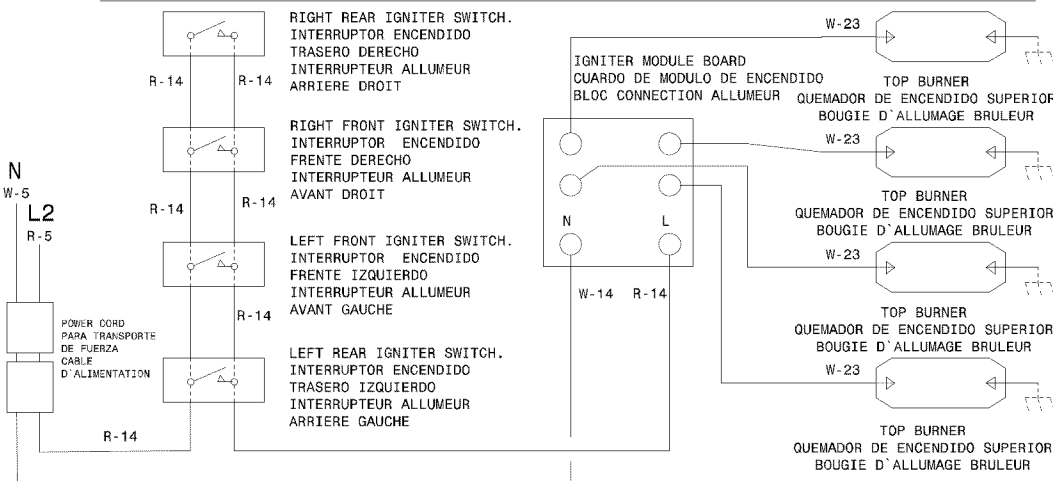 RIGHT REAR IGNITER SWITCH.
INTERRUPTOR ENCENDIDO
TRASERO DERECHO
INTERRUPTEUR ALLUMEUR
ARRIERE DROIT
R-14
R-14
RIGHT FRONT IGNITER SWITCH.
INTERRUPTOR ENCENDIDO
FRENTE DERECHO
INTERRUPTEUR ALLUMEUR
AVANT DROIT
R-14
R-14
LEFT FRONT IGNITER SWITCH.
INTERRUPTOR ENCENDIDO
FRENTE IZQUIERDO
INTERRUPTEUR ALLUMEUR
AVANT GAUCHE
R-14
LEFT REAR IGNITER SWITCH.
INTERRUPTOR ENCENDIDO
TRASERO IZQUIERDO
INTERRUPTEUR ALLUMEUR
ARRIERE GAUCHE
N
W-5
L2
R-5
POWER CORD
PARA TRANSPORTE
DE FUERZA
CABLE
D'ALIMENTATION
R-14
IGNITER MODULE BOARD
CUARDO DE MODULO DE ENCENDIDO
BLOC CONNECTION ALLUMEUR
N
L
W-14
R-14
W-23
TOP BURNER
QUEMADOR DE ENCENDIDO SUPERIOR
BOUGIE D`ALLUMAGE BRULEUR
W-23
TOP BURNER
QUEMADOR DE ENCENDIDO SUPERIOR
BOUGIE D`ALLUMAGE BRULEUR
W-23
TOP BURNER
QUEMADOR DE ENCENDIDO SUPERIOR
BOUGIE D`ALLUMAGE BRULEUR
W-23
TOP BURNER
QUEMADOR DE ENCENDIDO SUPERIOR
BOUGIE D`ALLUMAGE BRULEUR